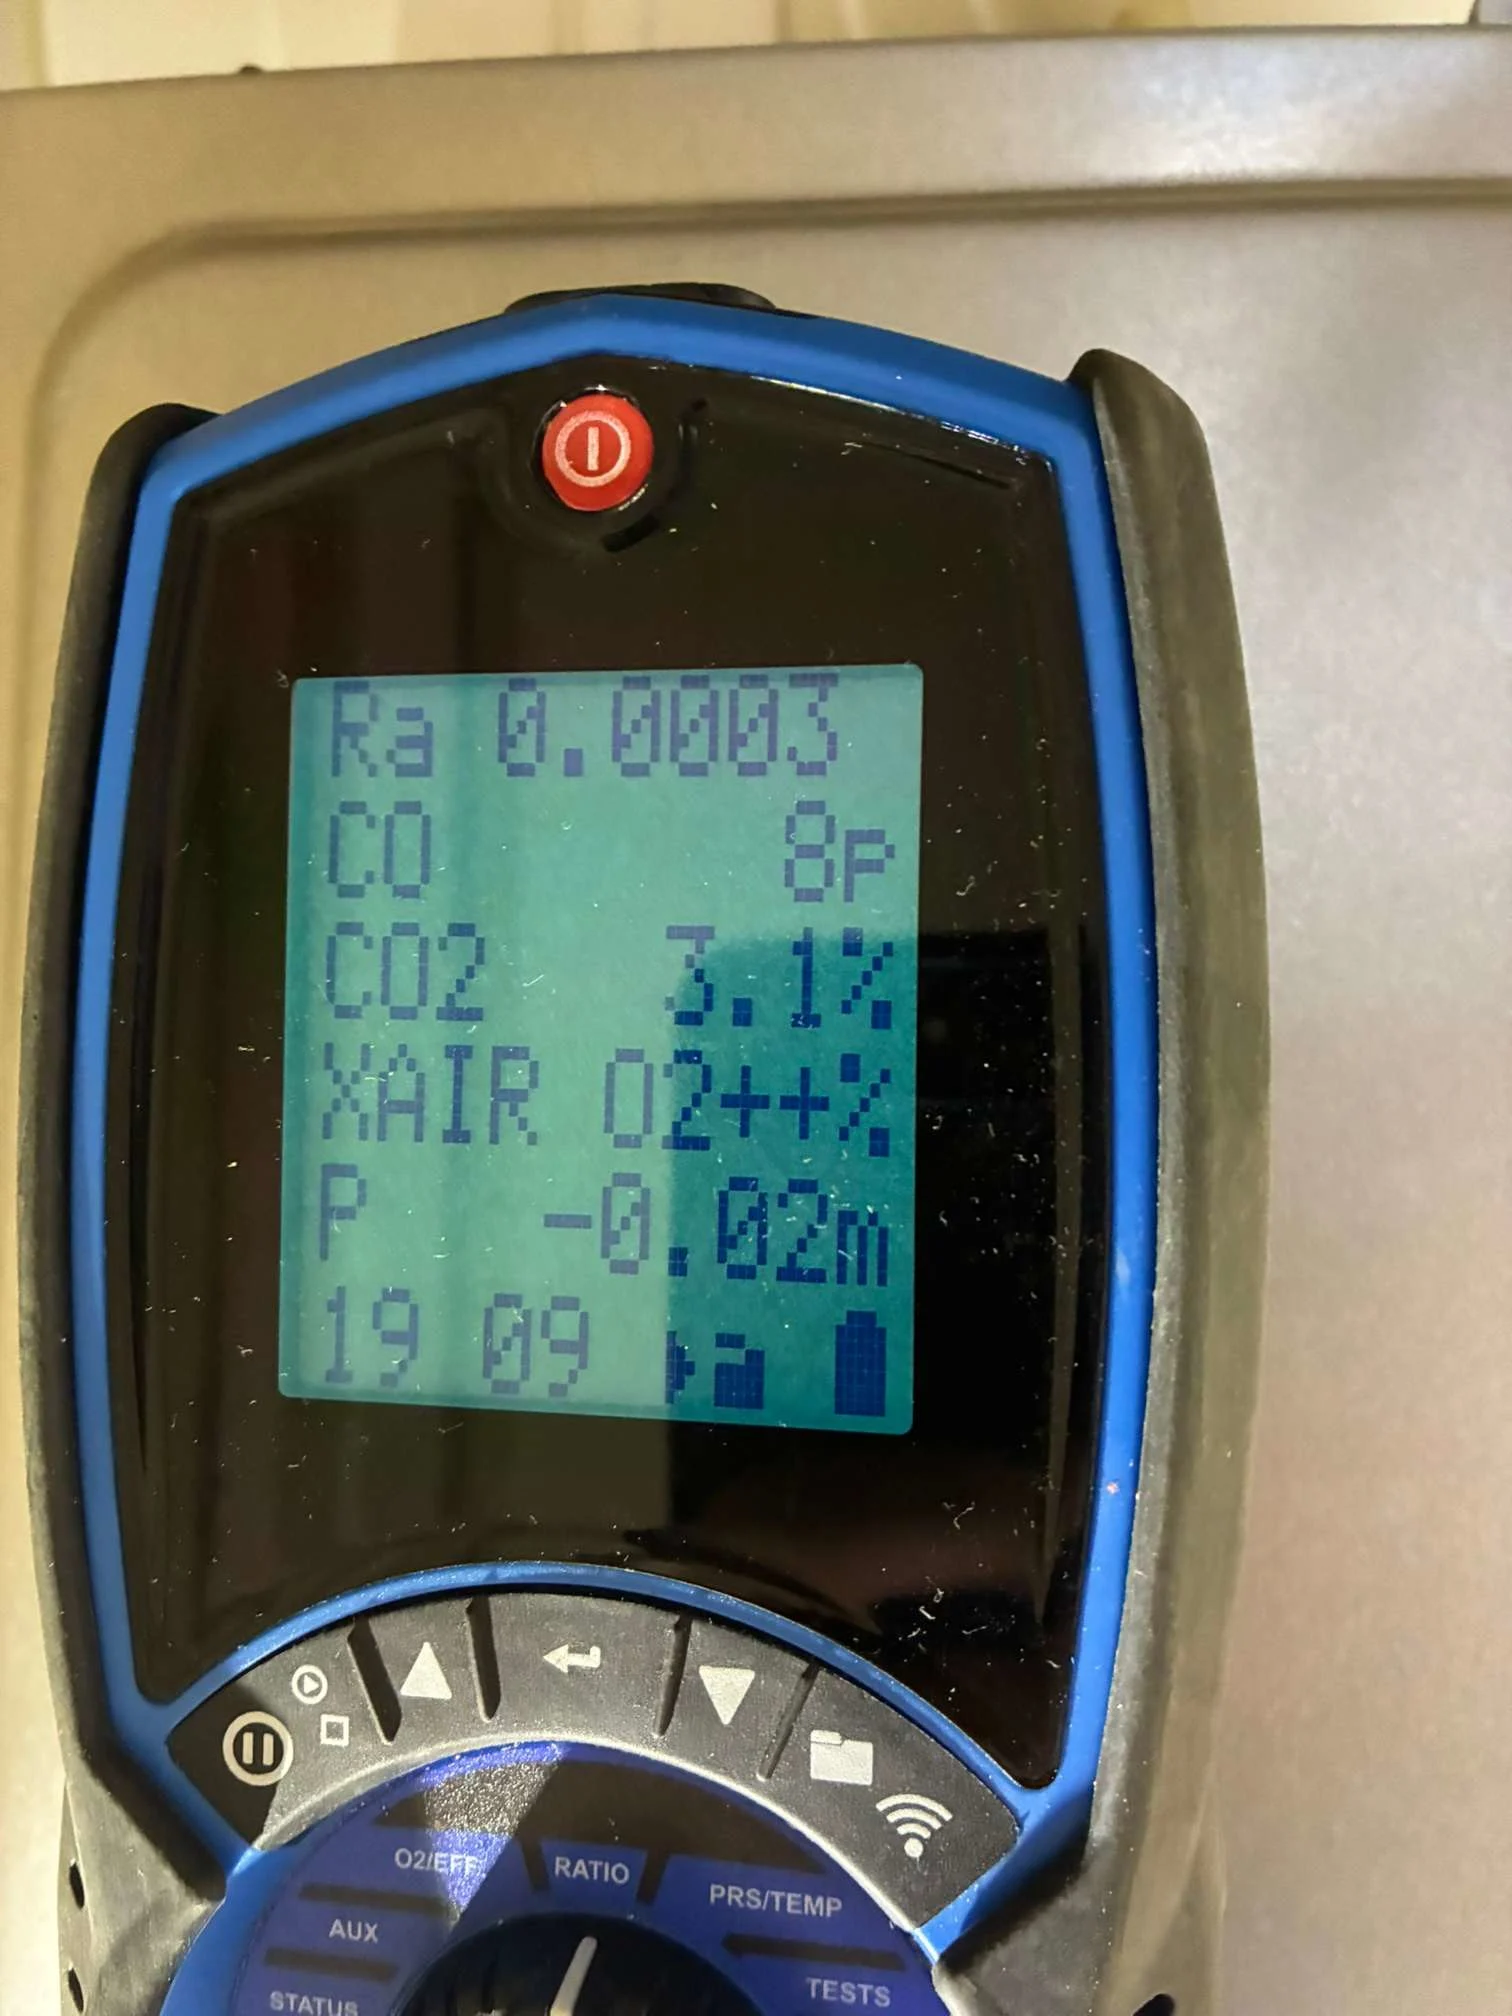 Ra 0.0003
CO 8p
CO2 3.1%
XAIR O2++%
P -0.02m
19 09
O2/EFF
RATIO
PRS/TEMP
AUX
TESTS
STATUS